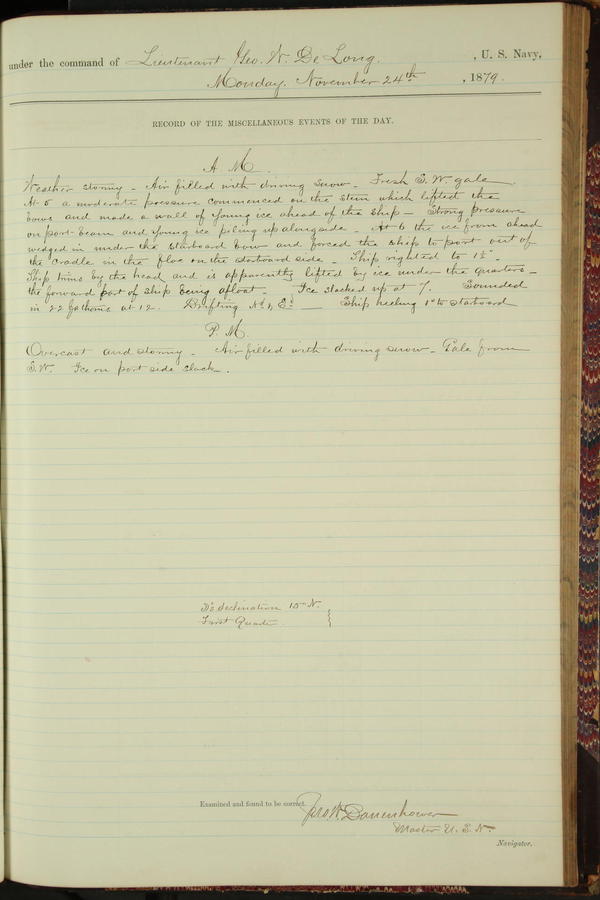 under the command of Lieutenant Geo. W. De Long, , U. S. Navy,
Monday, November 24th , 1879.
RECORD OF THE MISCELLANEOUS EVENTS OF THE DAY.
A M.
Weather stormy - Air filled with driving snow - Fresh S. W. gale.
At 5 a moderate pressure commenced on the stem which lifted the
bows and made a wall of young ice ahead of the ship - Strong pressure
on port beam and young ice piling up alongside - At 6 the ice from ahead
wedged in under the starboard bow and forced the ship to port out of
the cradle in the floe on the starboard side - Ship righted to 1½° -
Ship trims by the head and is apparently lifted by ice under the quarters -
the forward part of ship being afloat - Ice slacked up at 7. Sounded
in 22 fathoms at 12. Drifting Nd & Ed Ship heeling 1° to starboard
P. M.
Overcast and stormy - Air filled with driving snow - Gale from
S. W. Ice on port side slack.
declination 15° N.
First Quarter
Examined and found to be correct.
Jno. W. Danenhower
Master U. S. N.
Navigator.